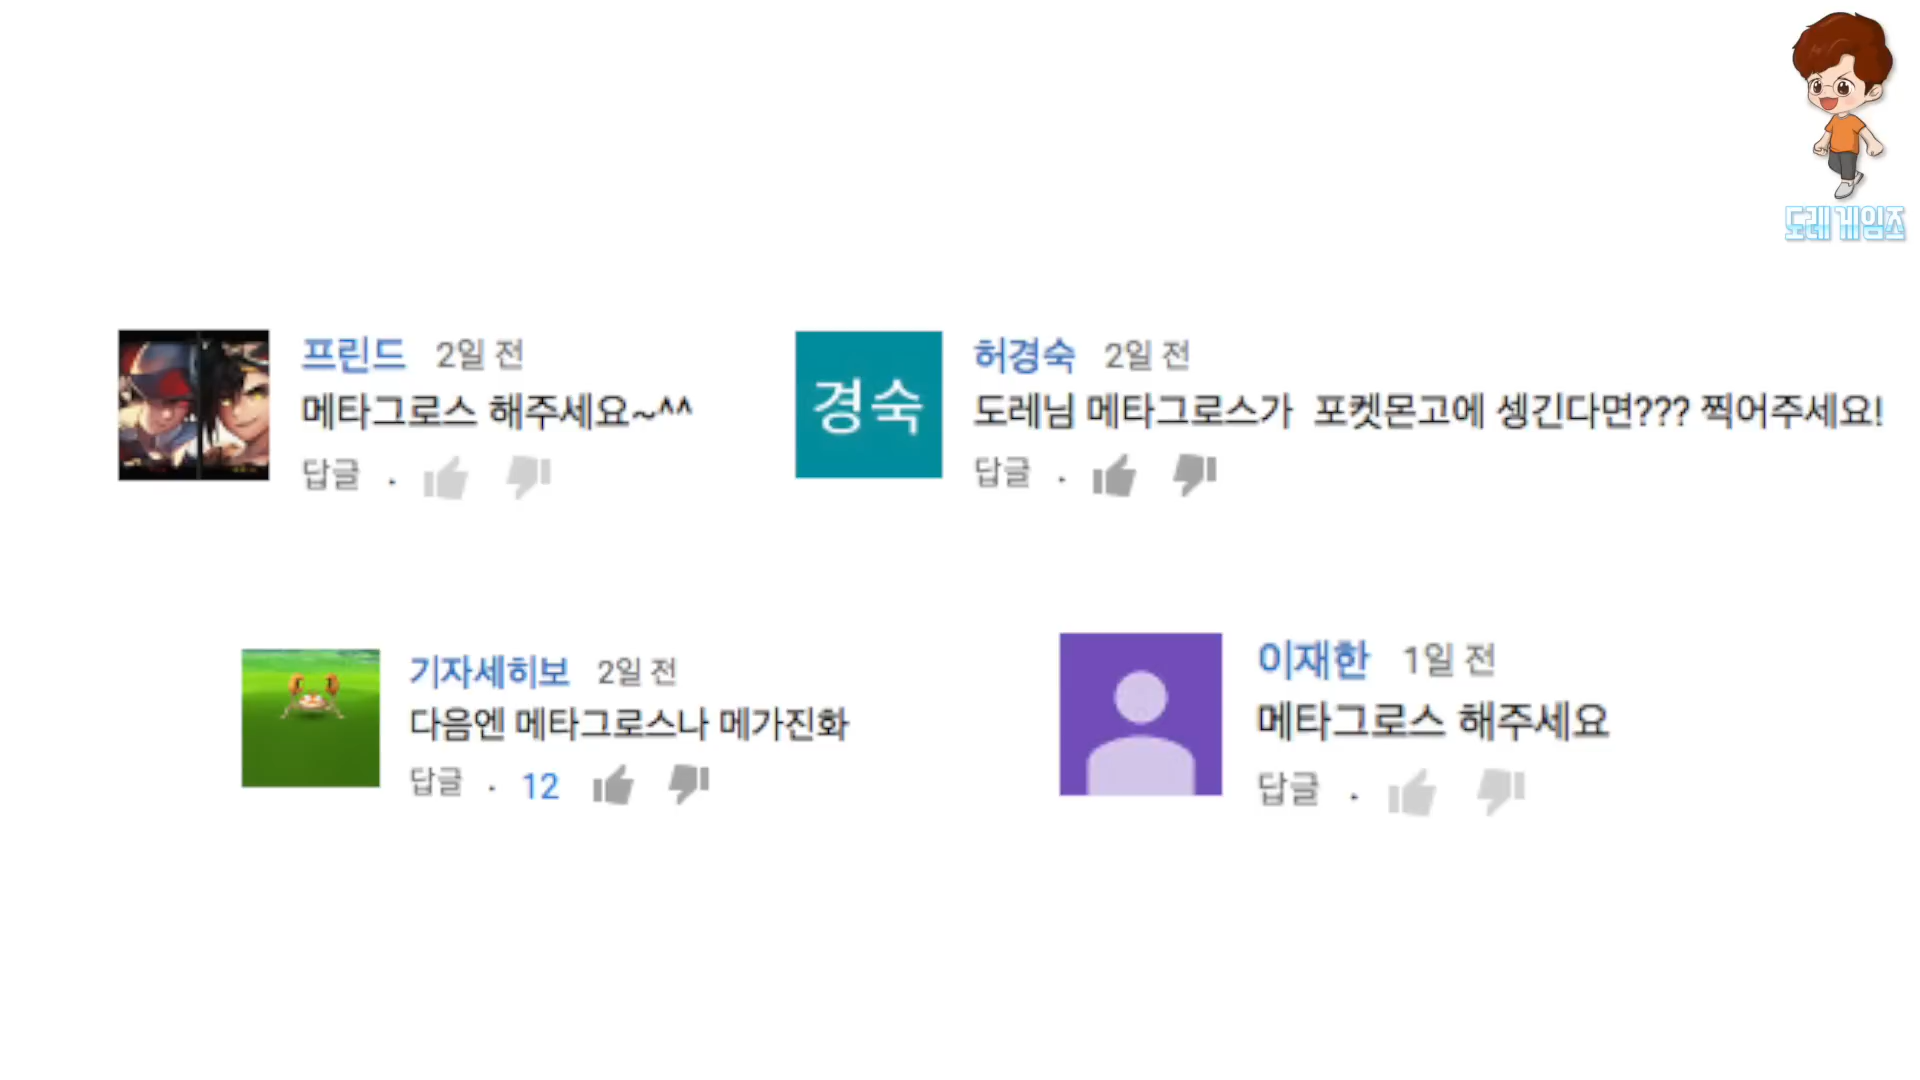 도레 게임즈
프린드 2일 전
메타그로스 해주세요~^^
답글 ·
경숙
허경숙 2일 전
도레님 메타그로스가 포켓몬고에 셍긴다면??? 찍어주세요!
답글 ·
기자세히보 2일 전
다음엔 메타그로스나 메가진화
답글 · 12
이재한 1일 전
메타그로스 해주세요
답글 ·